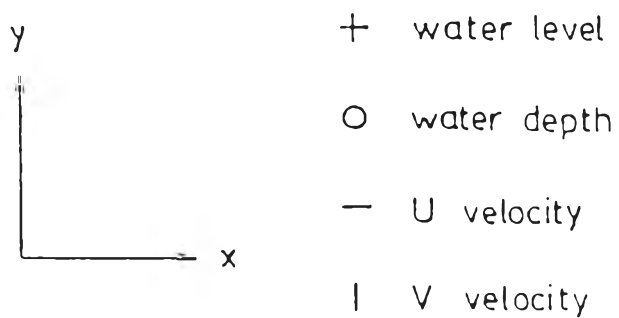 y
x
+ water level
O water depth
— U velocity
| V velocity